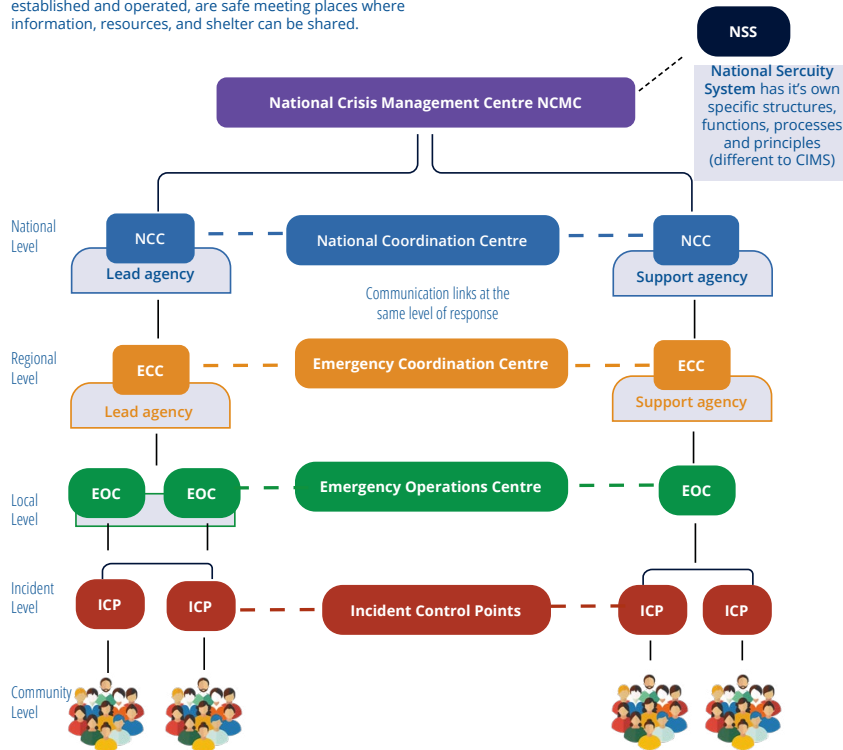 established and operated, are safe meeting places where
information, resources, and shelter can be shared.
NSS
National Sercuity
System has it's own
specific structures,
functions, processes
and principles
(different to CIMS)
National Crisis Management Centre NCMC
National
Level
NCC
Lead agency
National Coordination Centre
NCC
Support agency
Communication links at the
same level of response
Regional
Level
ECC
Lead agency
Emergency Coordination Centre
ECC
Support agency
Local
Level
EOC
EOC
Emergency Operations Centre
EOC
Incident
Level
ICP
ICP
Incident Control Points
ICP
ICP
Community
Level